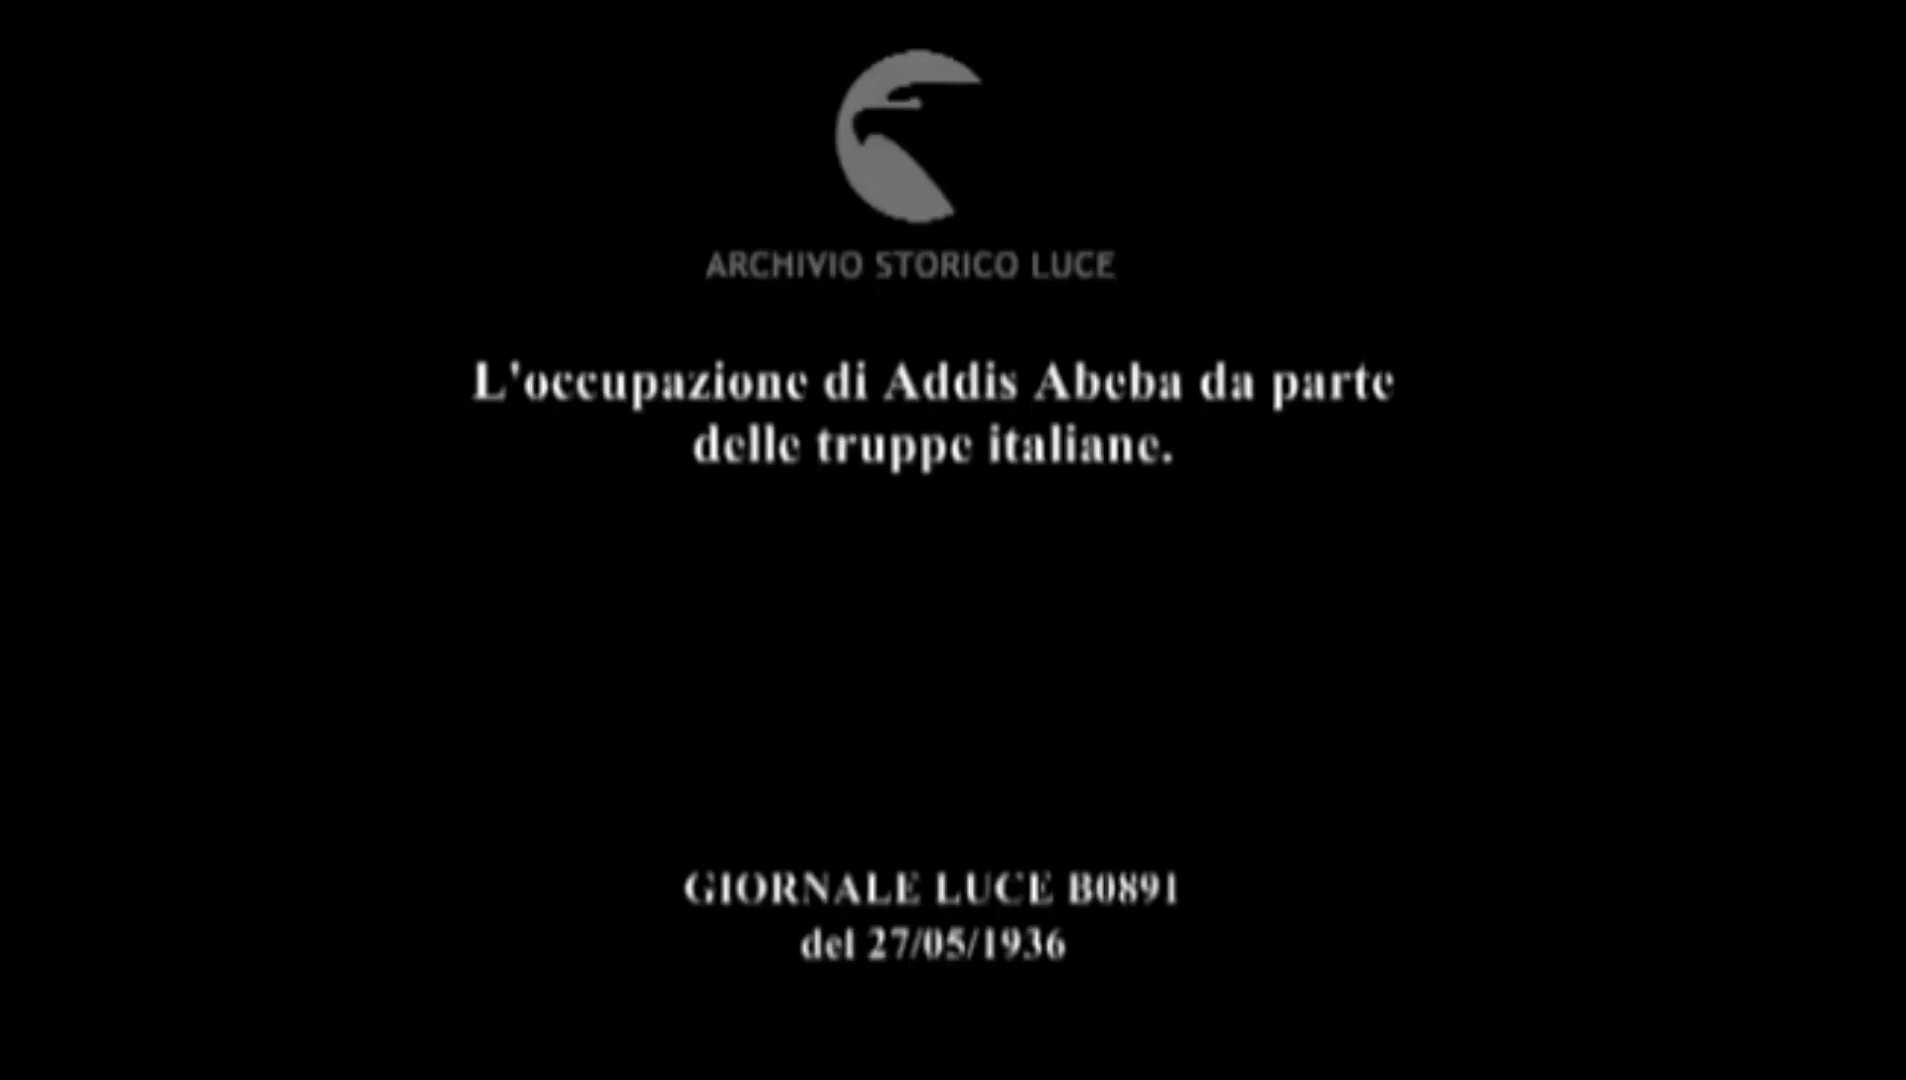 ARCHIVIO STORICO LUCE
L'occupazione di Addis Abeba da parte
delle truppe italiane.
GIORNALE LUCE B0891
del 27/05/1936